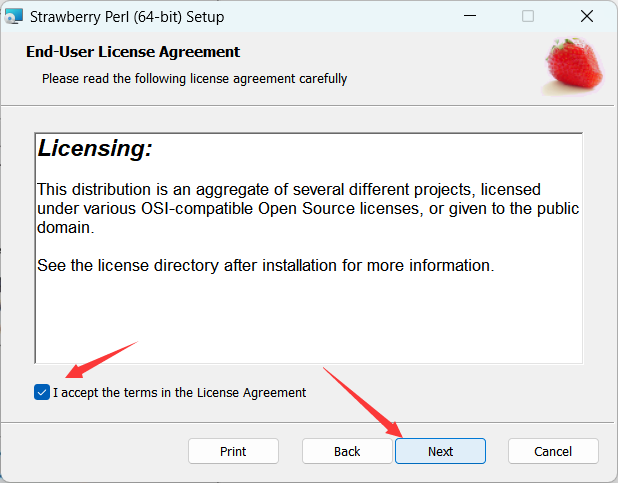 Strawberry Perl (64-bit) Setup
End-User License Agreement
Please read the following license agreement carefully
Licensing:
This distribution is an aggregate of several different projects, licensed
under various OSI-compatible Open Source licenses, or given to the public
domain.
See the license directory after installation for more information.
I accept the terms in the License Agreement
Print
Back
Next
Cancel